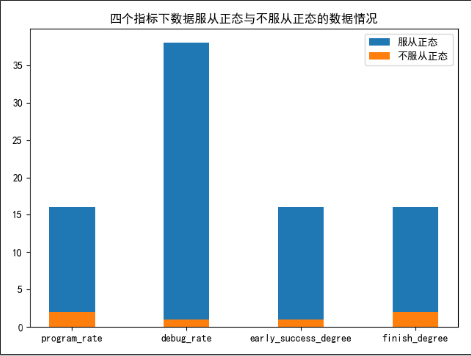 四个指标下数据服从正态与不服从正态的数据情况
服从正态
不服从正态
35
30
25
20
15
10
5
0
program_rate debug_rate early_success_degree finish_degree